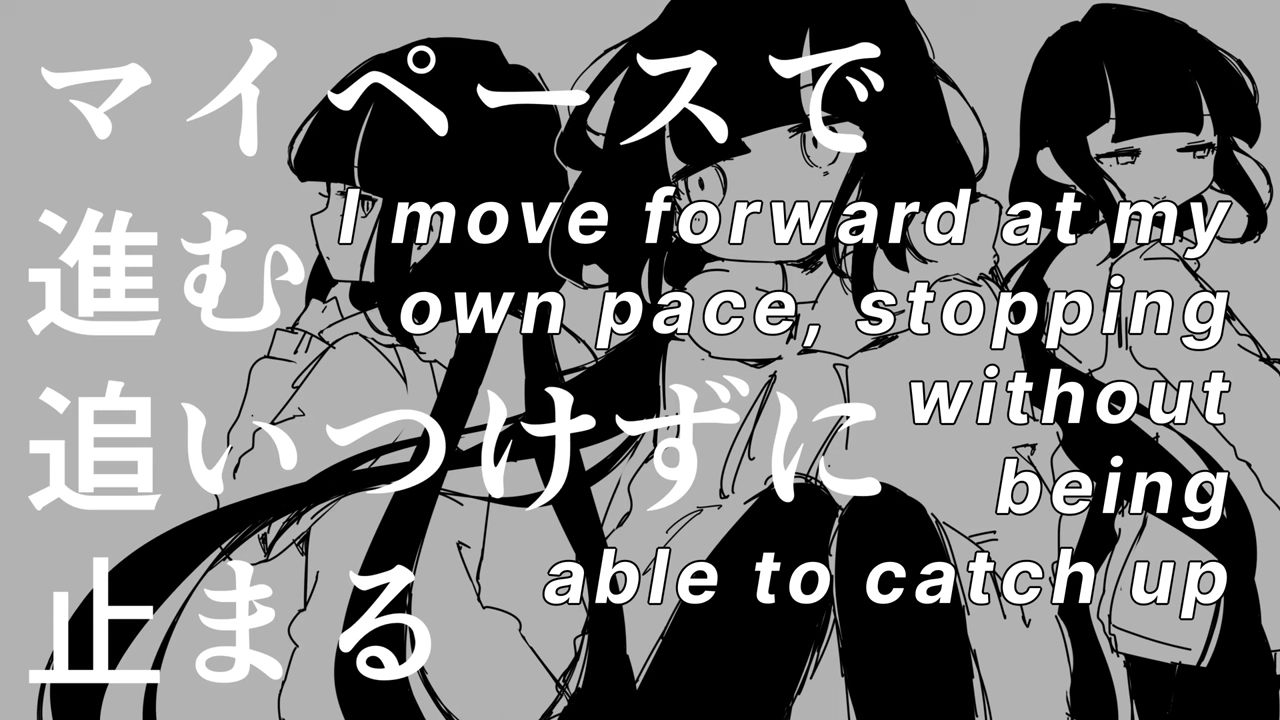 マイペースで
進む
追いつけずに
止まる
I move forward at my
own pace, stopping
without
being
able to catch up